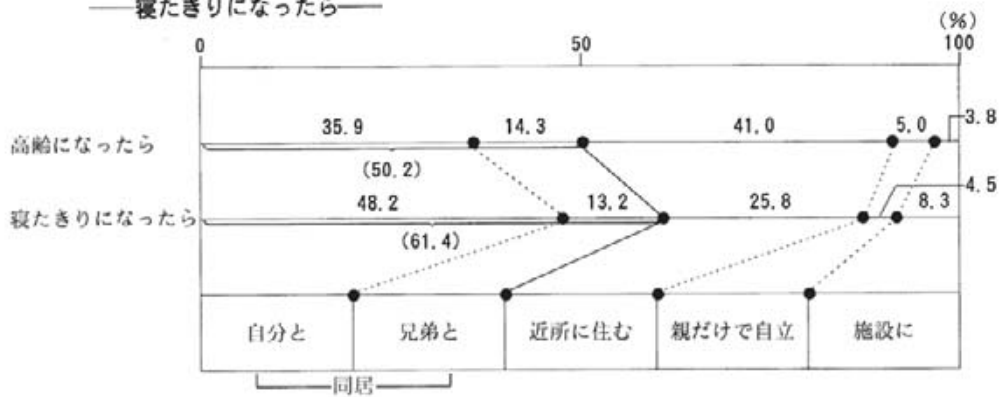 ――寝たきりになったら――
(%)
0 50 100
35.9 14.3 41.0 5.0 3.8
高齢になったら
(50.2)
4.5
48.2 13.2 25.8 8.3
寝たきりになったら
(61.4)
自分と 兄弟と 近所に住む 親だけで自立 施設に
同居